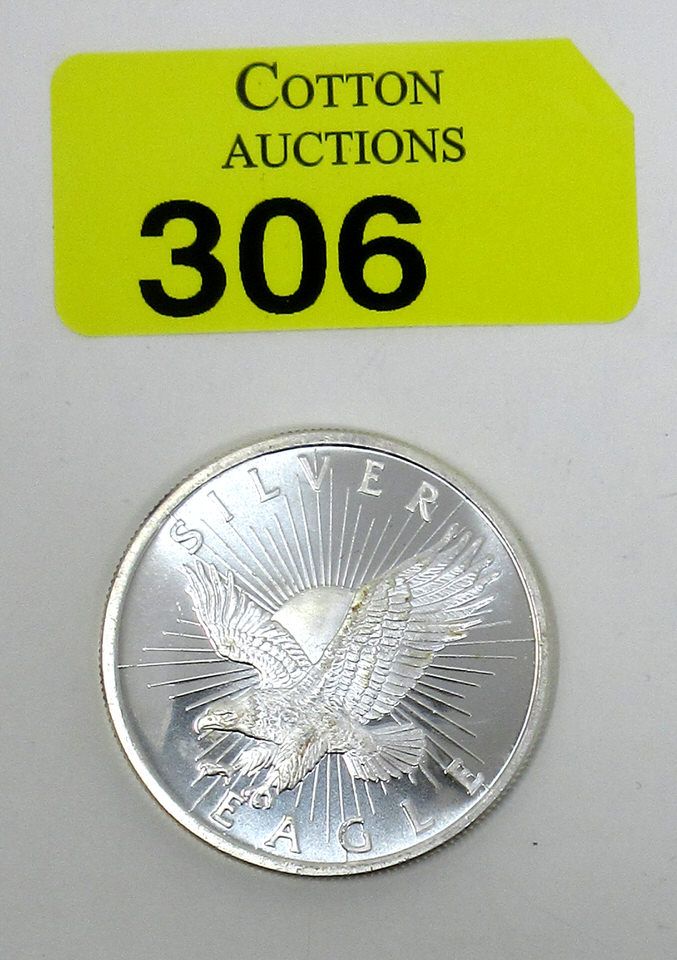 COTTON
AUCTIONS
306
SILVER
EAGLE